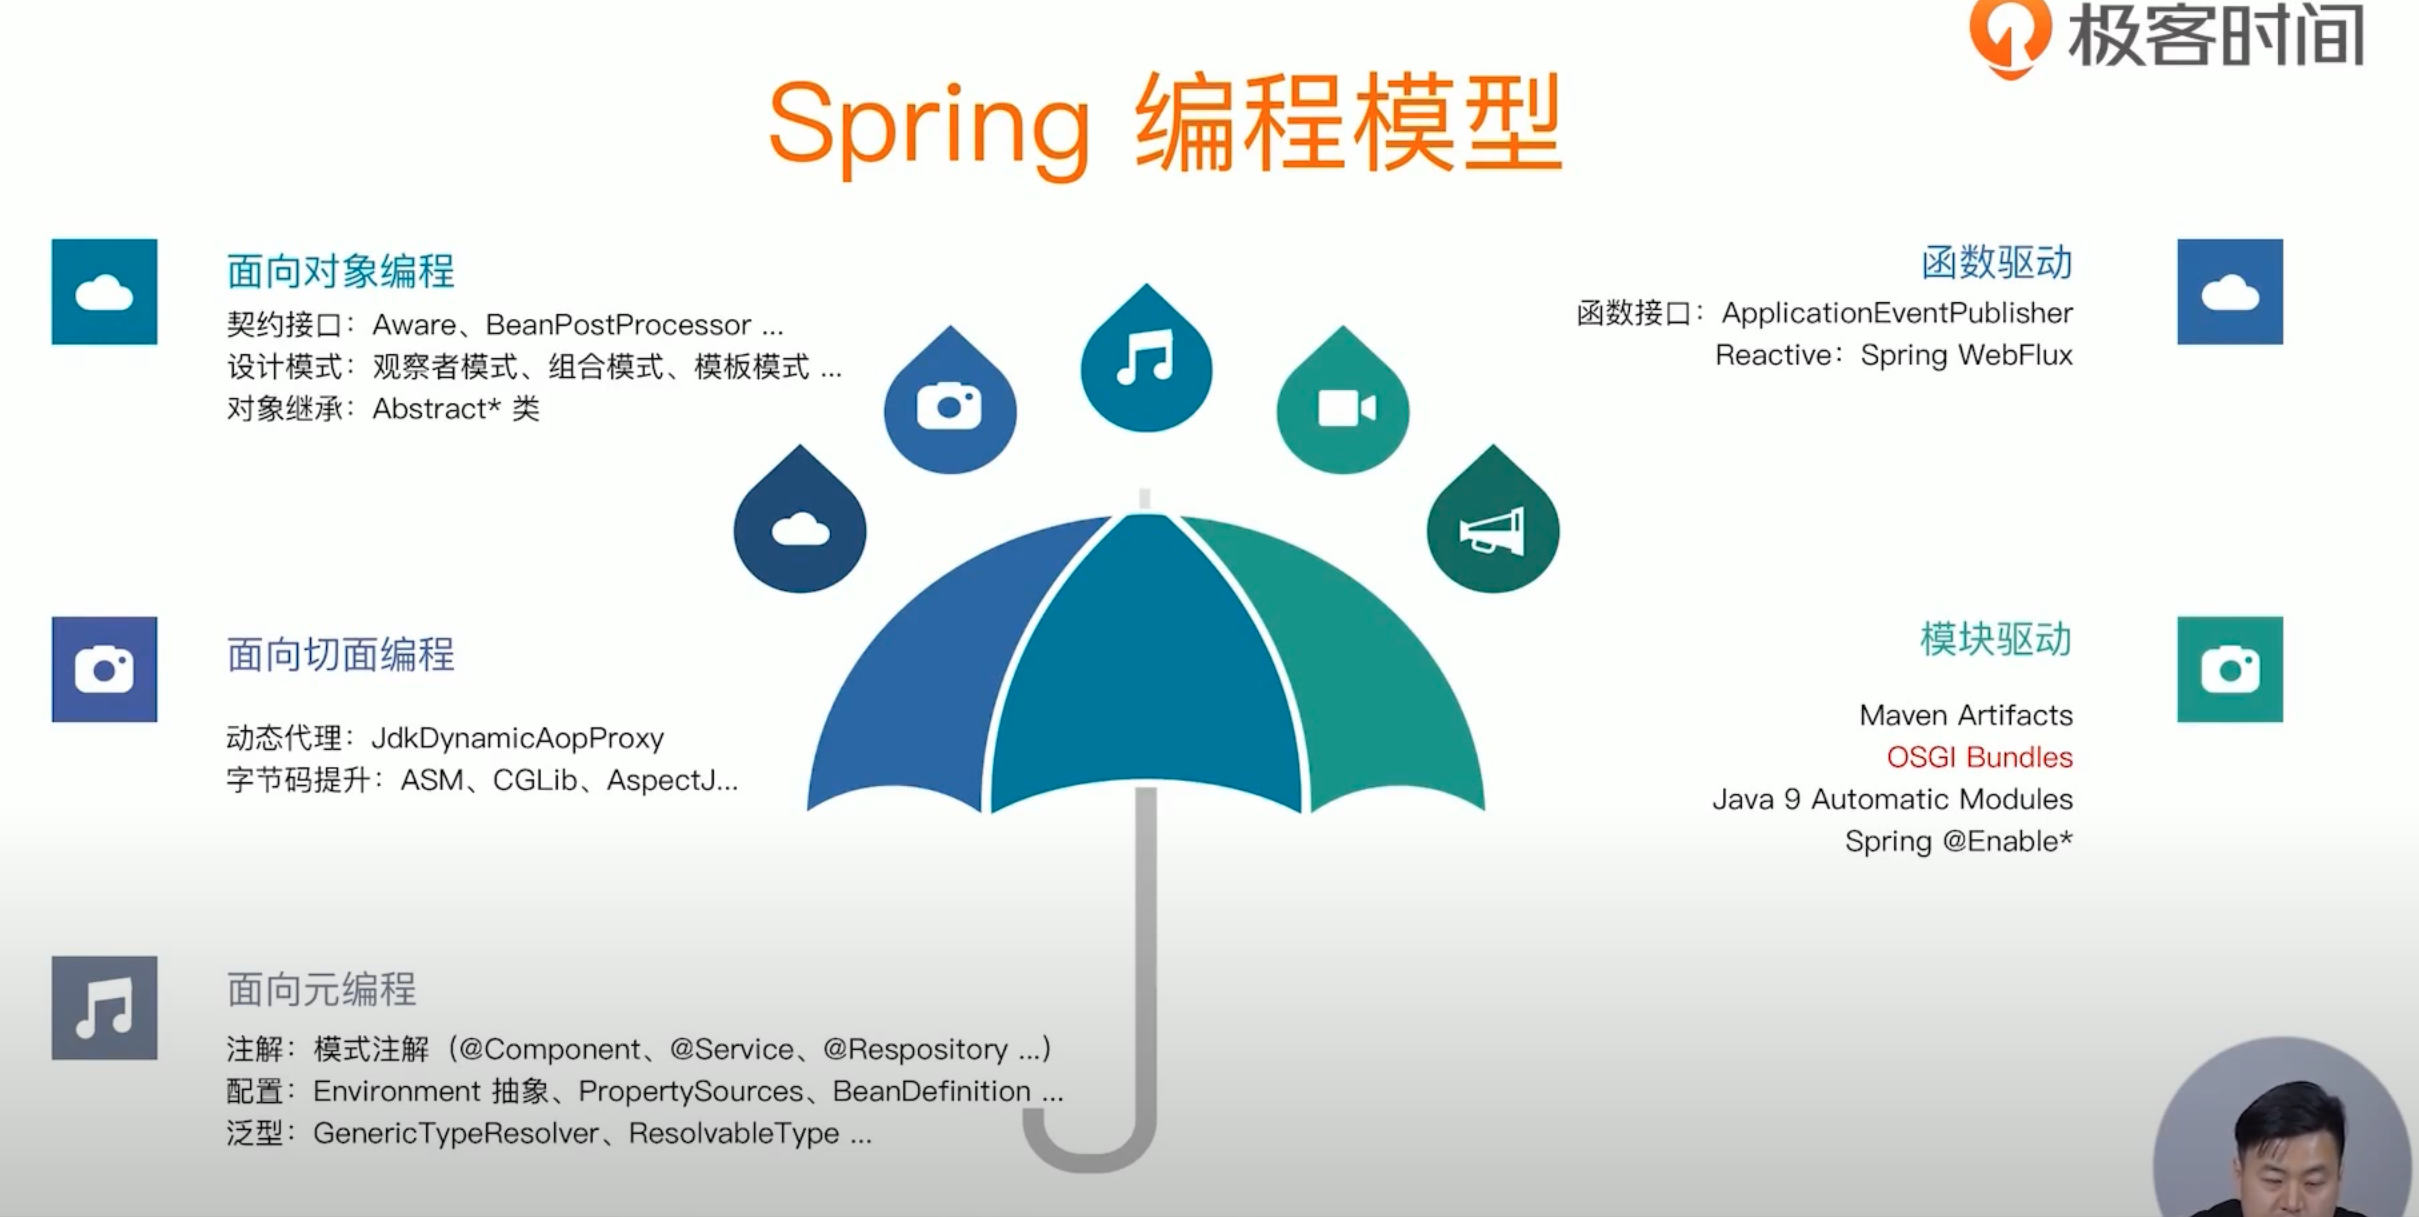 极客时间
Spring 编程模型
面向对象编程
契约接口：Aware、BeanPostProcessor ...
设计模式：观察者模式、组合模式、模板模式 ...
对象继承：Abstract* 类
面向切面编程
动态代理：JdkDynamicAopProxy
字节码提升：ASM、CGLib、AspectJ...
面向元编程
注解：模式注解（@Component、@Service、@Respository ...）
配置：Environment 抽象、PropertySources、BeanDefinition ...
泛型：GenericTypeResolver、ResolvableType ...
函数驱动
函数接口：ApplicationEventPublisher
Reactive：Spring WebFlux
模块驱动
Maven Artifacts
OSGI Bundles
Java 9 Automatic Modules
Spring @Enable*